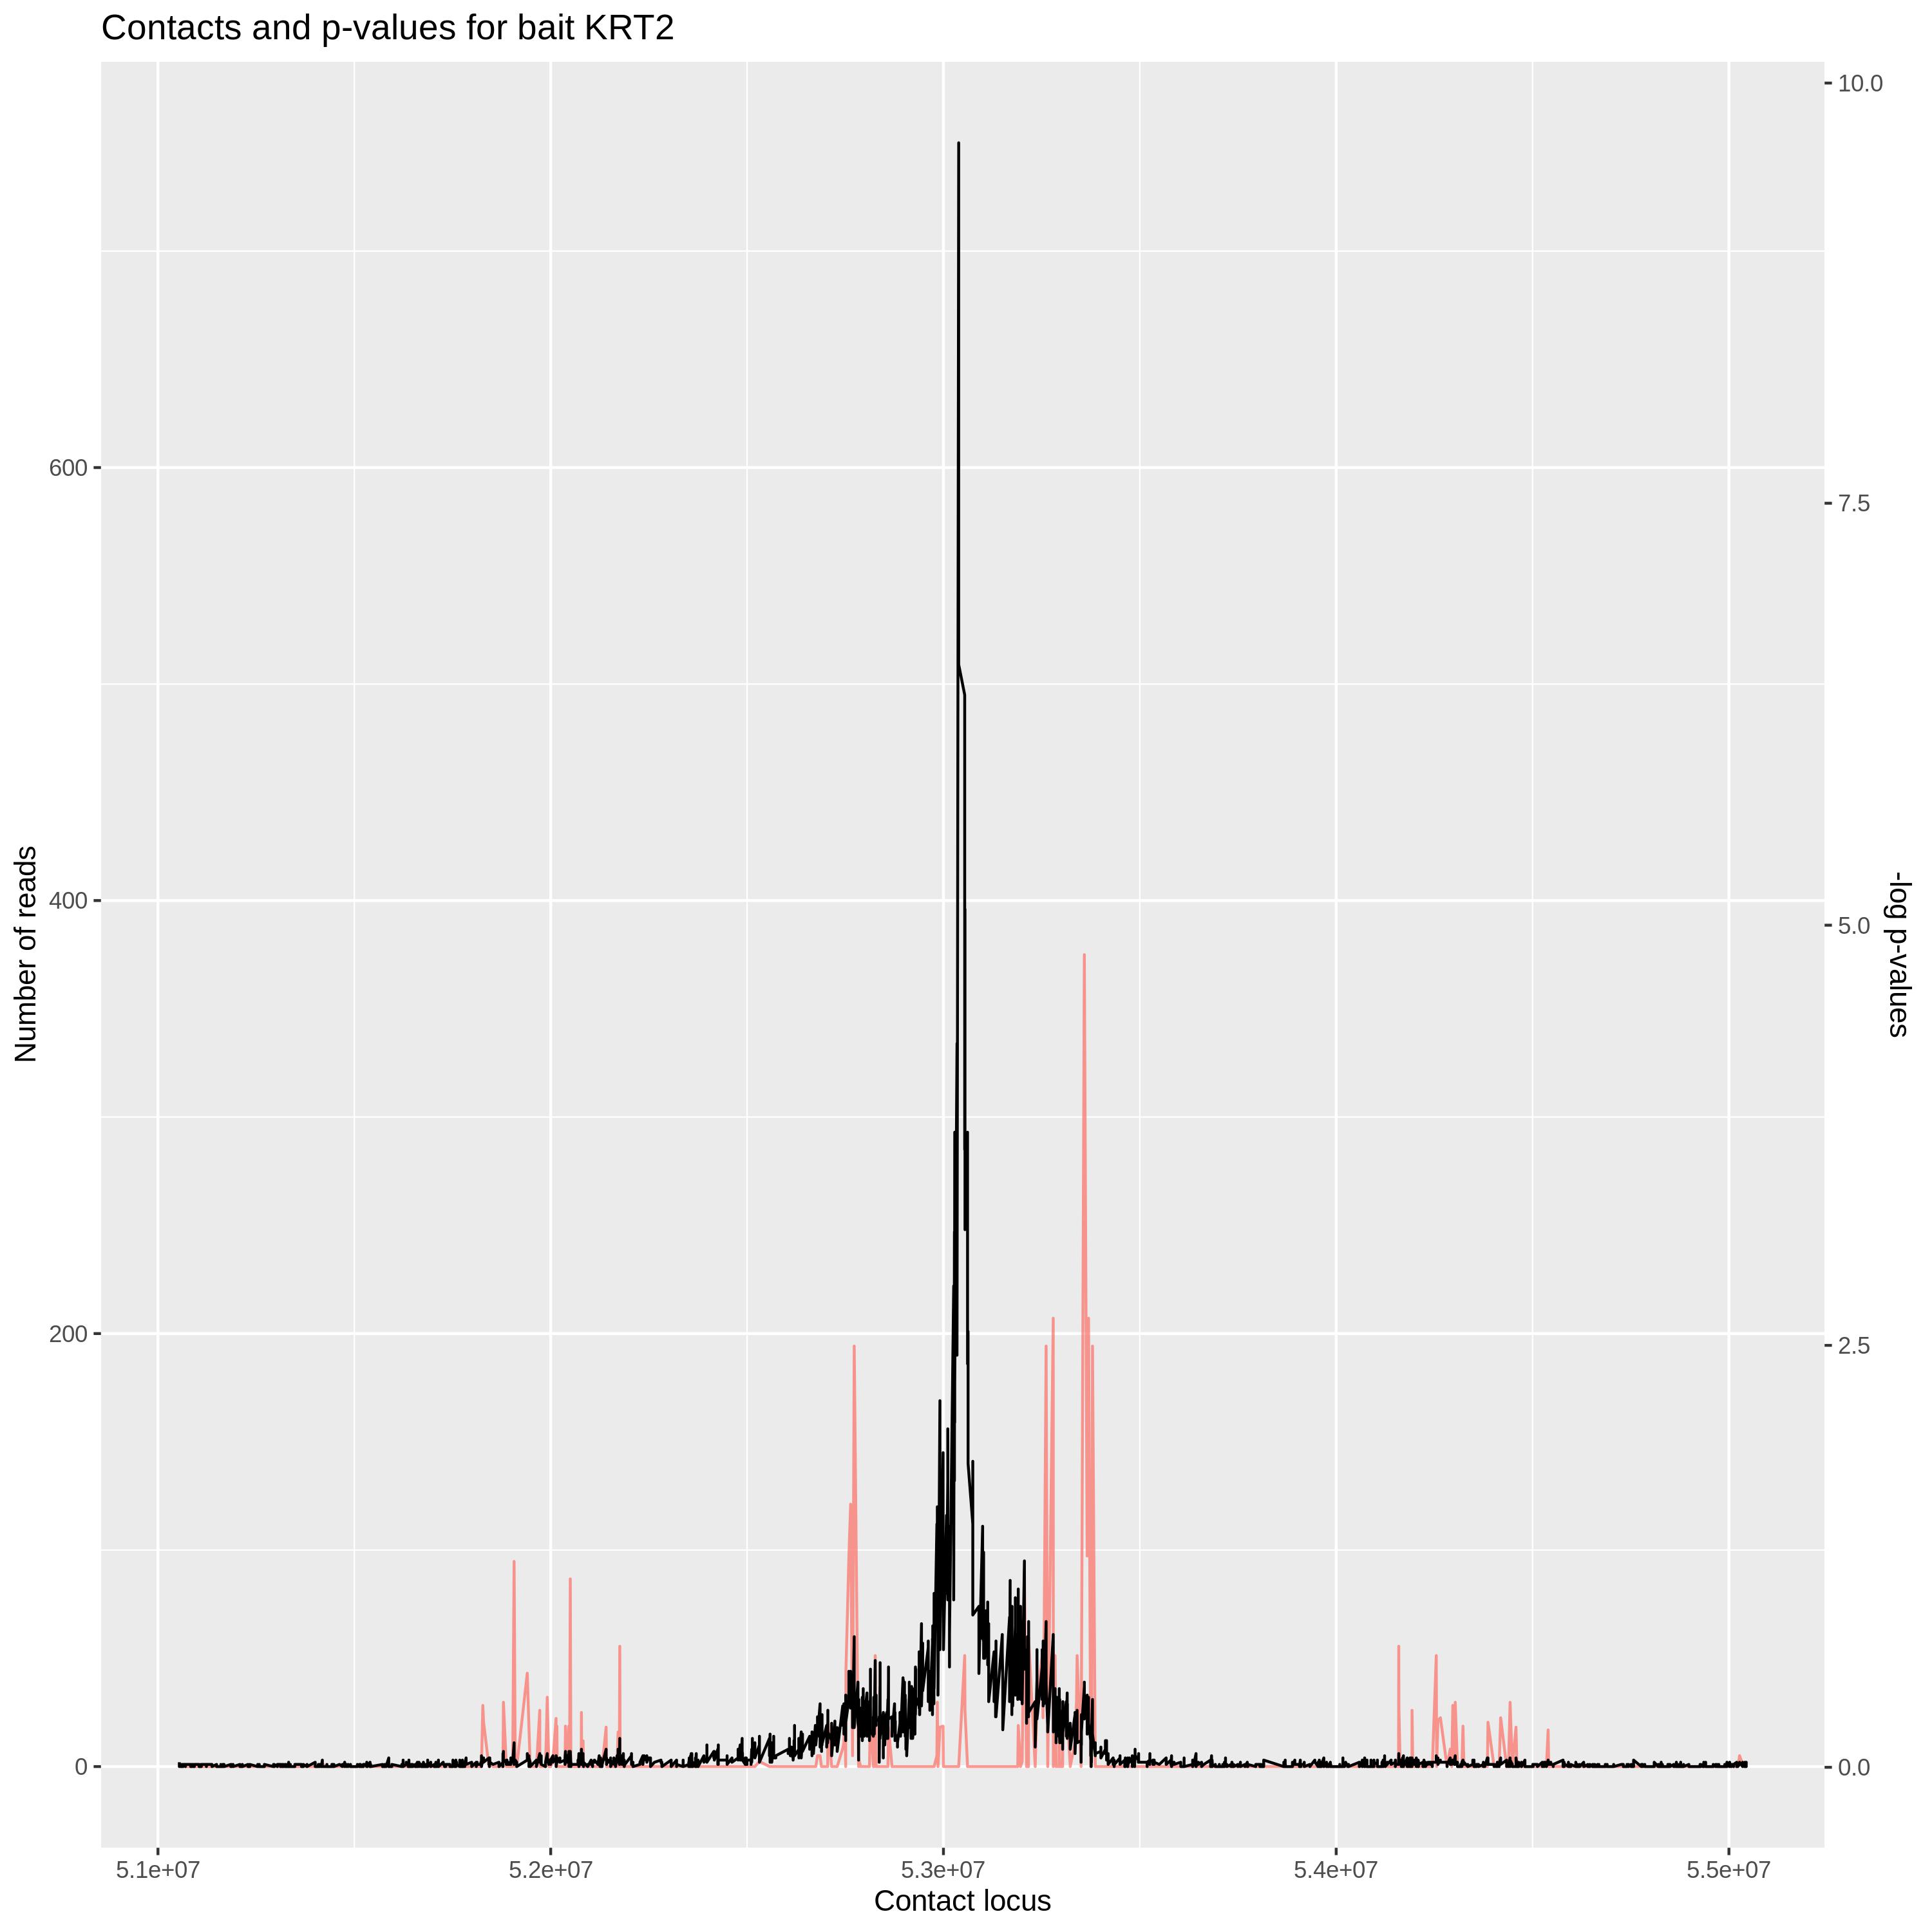 Contacts and p-values for bait KRT2
Number of reads
600
400
200
0
10.0
7.5
5.0
2.5
0.0
-log p-values
5.1e+07
5.2e+07
5.3e+07
5.4e+07
5.5e+07
Contact locus